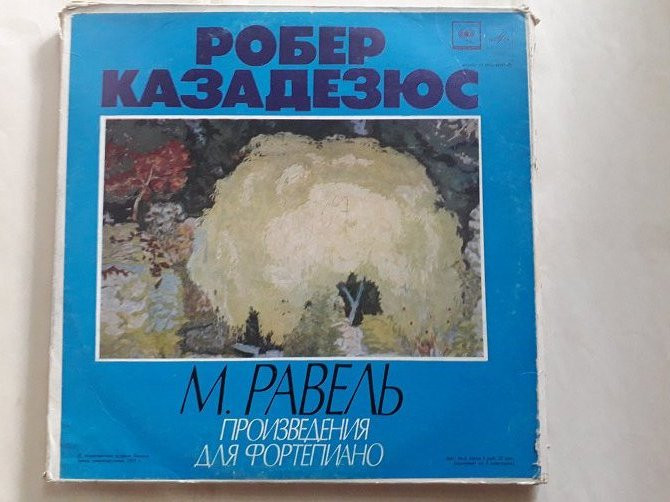 РОБЕР
КАЗАДЕЗЮС
М. РАВЕЛЬ
ПРОИЗВЕДЕНИЯ
ДЛЯ ФОРТЕПИАНО